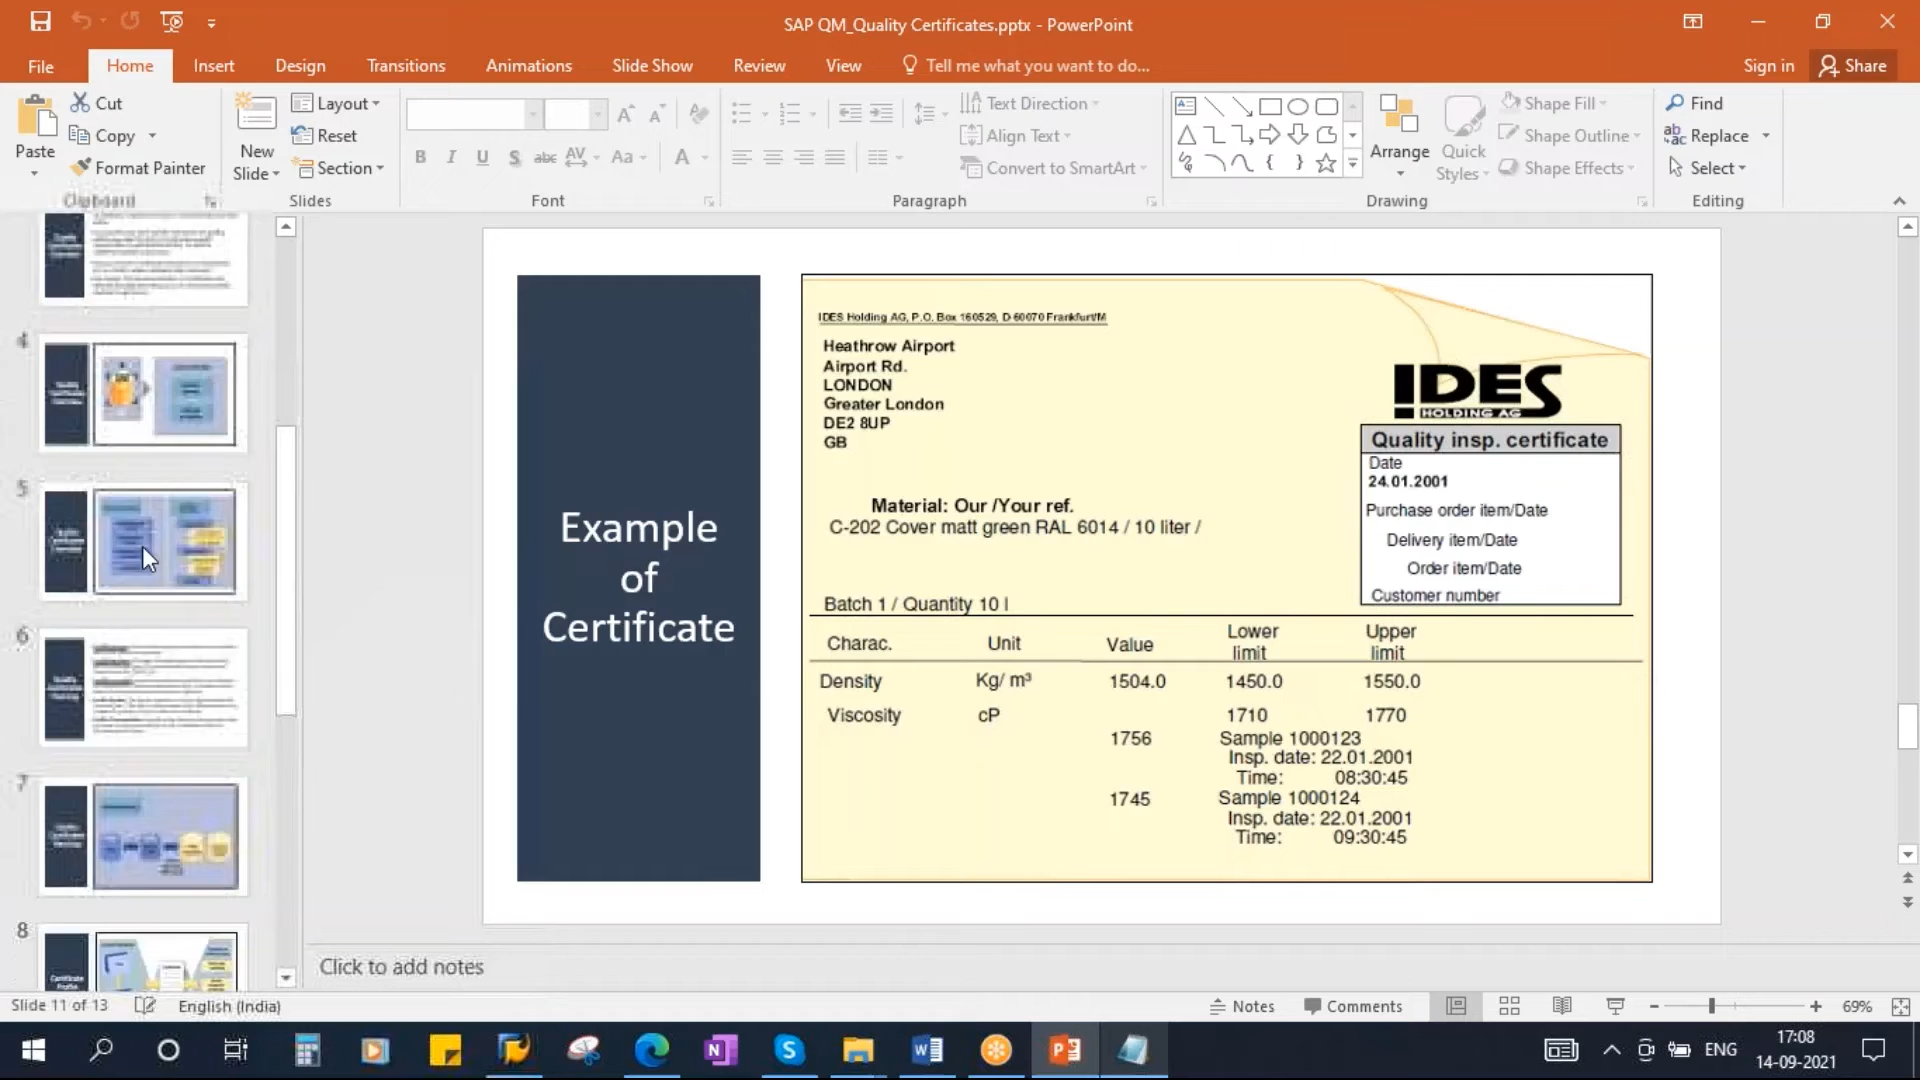 SAP QM_Quality Certificates.pptx - PowerPoint
File Home Insert Design Transitions Animations Slide Show Review View Tell me what you want to do... Sign in Share
Paste
Cut
Copy
Format Painter
Clipboard
New Slide
Layout
Reset
Section
Slides
B I U S abc AV Aa A
Font
Text Direction
Align Text
Convert to SmartArt
Paragraph
Arrange
Quick Styles
Shape Fill
Shape Outline
Shape Effects
Drawing
Find
Replace
Select
Editing
4
5
6
7
8
Example
of
Certificate
IDES Holding AG, P.O. Box 160529, D-60070 Frankfurt/M
Heathrow Airport
Airport Rd.
LONDON
Greater London
DE2 8UP
GB
IDES
HOLDING AG
Quality insp. certificate
Date
24.01.2001
Purchase order item/Date
Delivery item/Date
Order item/Date
Customer number
Material: Our /Your ref.
C-202 Cover matt green RAL 6014 / 10 liter /
Batch 1 / Quantity 10 l
Charac. Unit Value Lower limit Upper limit
Density Kg/ m³ 1504.0 1450.0 1550.0
Viscosity cP 1710 1770
1756 Sample 1000123
Insp. date: 22.01.2001
Time: 08:30:45
1745 Sample 1000124
Insp. date: 22.01.2001
Time: 09:30:45
Click to add notes
Slide 11 of 13 English (India) Notes Comments 69%
ENG
17:08
14-09-2021